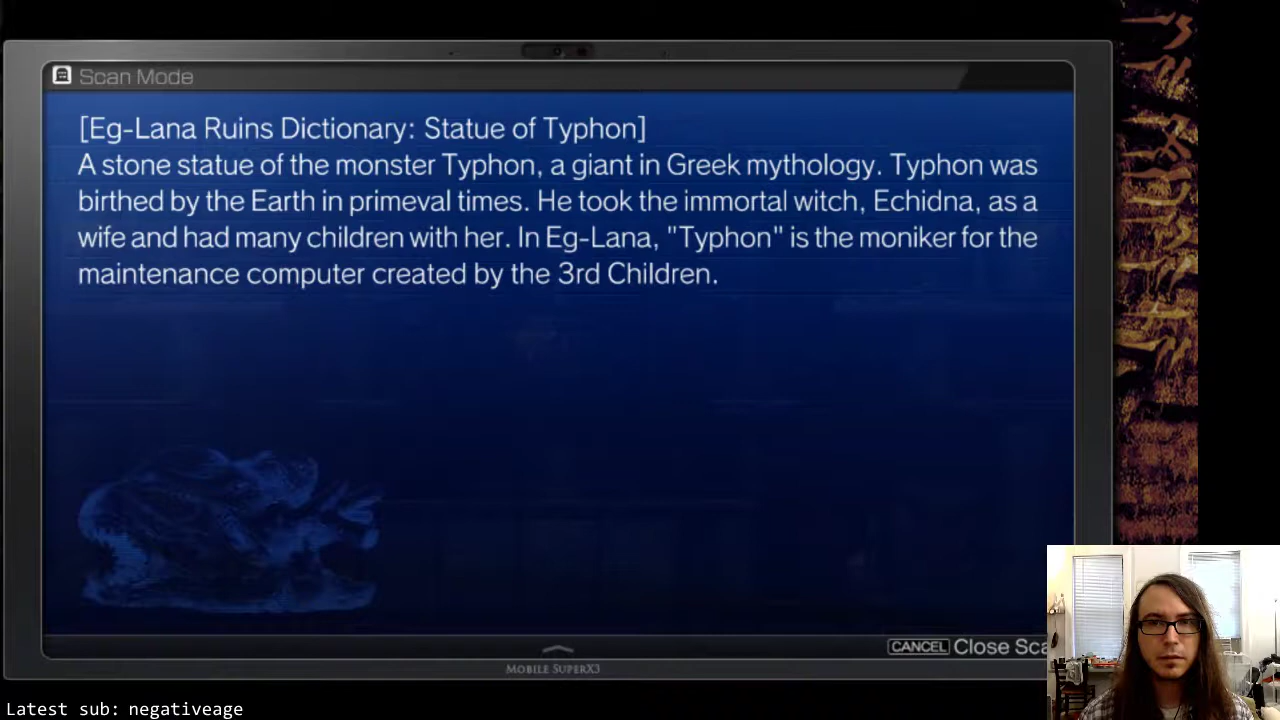 Scan Mode
[Eg-Lana Ruins Dictionary: Statue of Typhon]
A stone statue of the monster Typhon, a giant in Greek mythology. Typhon was
birthed by the Earth in primeval times. He took the immortal witch, Echidna, as a
wife and had many children with her. In Eg-Lana, "Typhon" is the moniker for the
maintenance computer created by the 3rd Children.
CANCEL Close Sca
MOBILE SUPERX3
Latest sub: negativeage